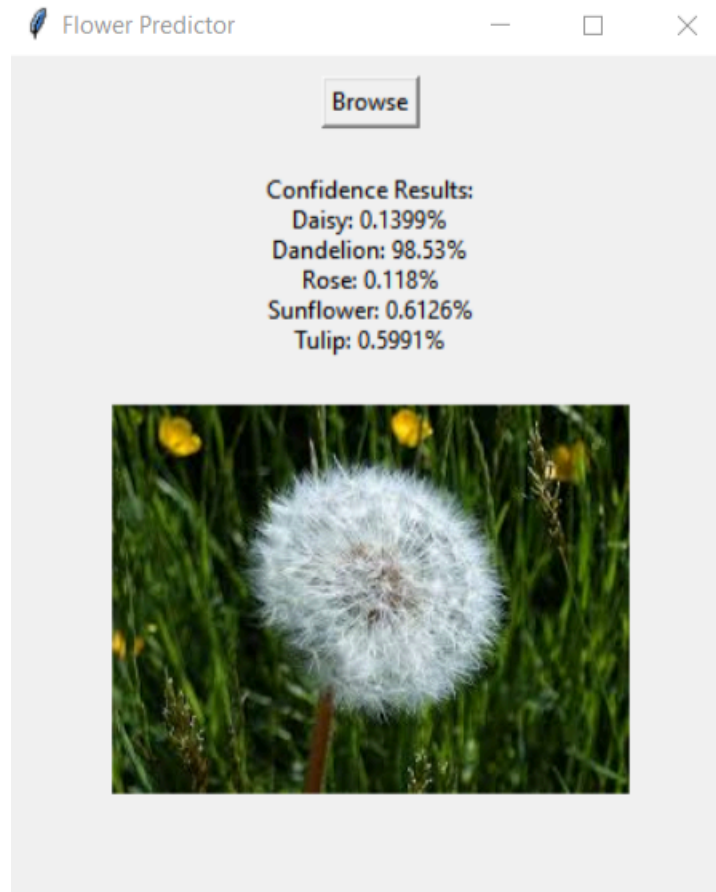 Flower Predictor
Browse
Confidence Results:
Daisy: 0.1399%
Dandelion: 98.53%
Rose: 0.118%
Sunflower: 0.6126%
Tulip: 0.5991%